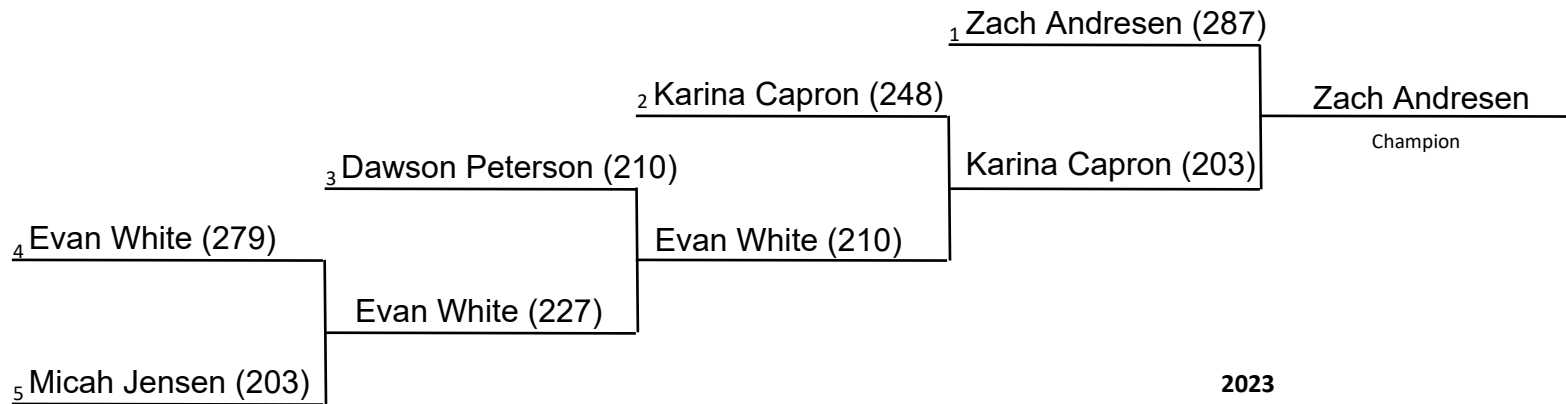 1 Zach Andresen (287)
2 Karina Capron (248)
Zach Andresen
Champion
3 Dawson Peterson (210)
Karina Capron (203)
4 Evan White (279)
Evan White (210)
Evan White (227)
5 Micah Jensen (203)
2023